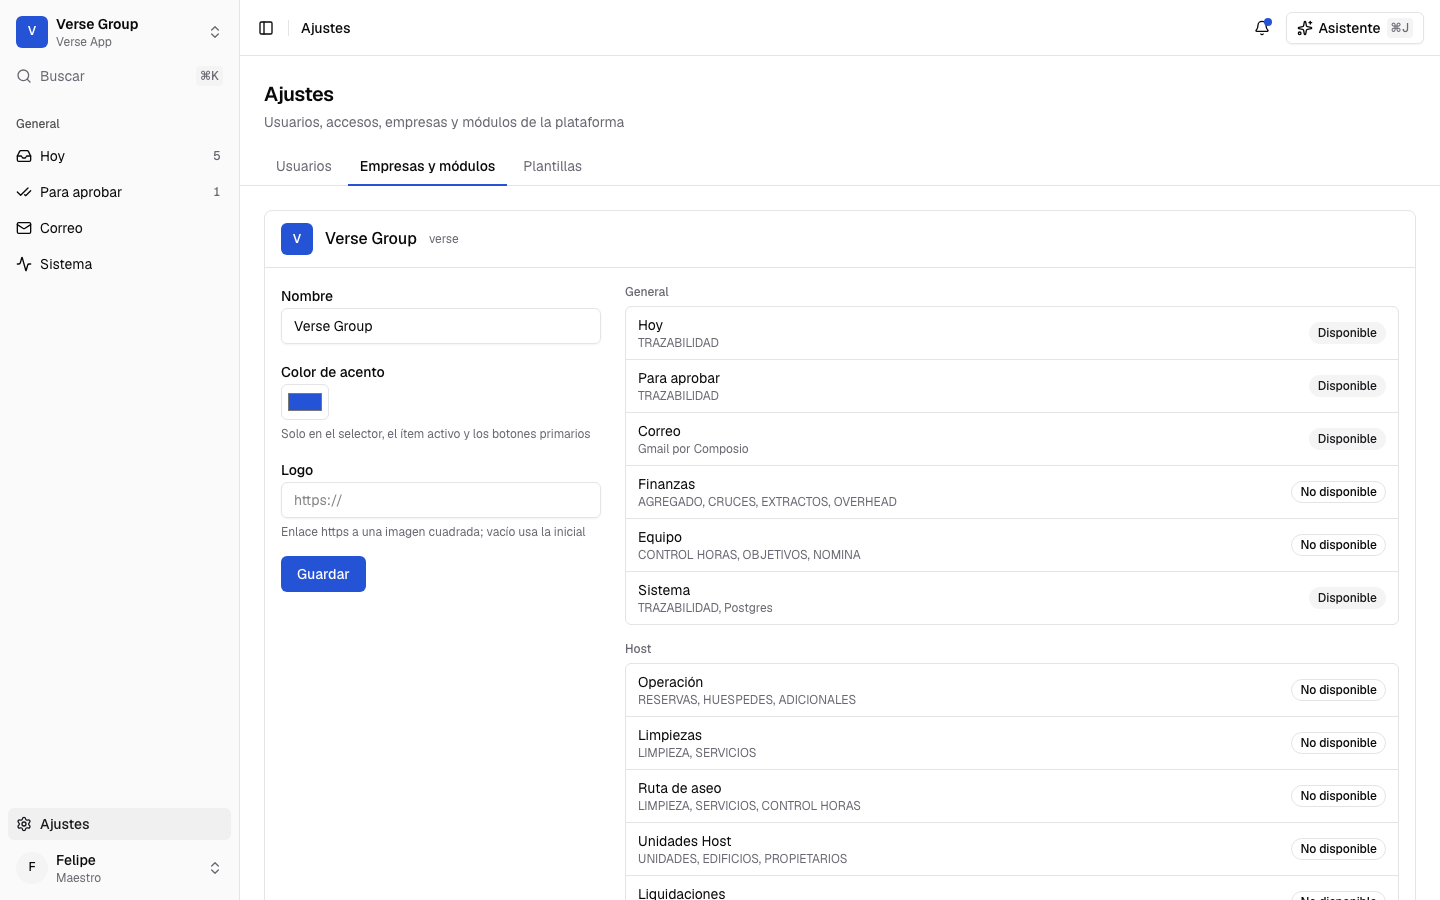 V
Verse Group
Verse App
Buscar
⌘K
General
Hoy
5
Para aprobar
1
Correo
Sistema
Ajustes
F
Felipe
Maestro
Ajustes
Asistente
⌘J
Ajustes
Usuarios, accesos, empresas y módulos de la plataforma
Usuarios
Empresas y módulos
Plantillas
V
Verse Group
verse
Nombre
Verse Group
Color de acento
Solo en el selector, el ítem activo y los botones primarios
Logo
https://
Enlace https a una imagen cuadrada; vacío usa la inicial
Guardar
General
Hoy
TRAZABILIDAD
Disponible
Para aprobar
TRAZABILIDAD
Disponible
Correo
Gmail por Composio
Disponible
Finanzas
AGREGADO, CRUCES, EXTRACTOS, OVERHEAD
No disponible
Equipo
CONTROL HORAS, OBJETIVOS, NOMINA
No disponible
Sistema
TRAZABILIDAD, Postgres
Disponible
Host
Operación
RESERVAS, HUESPEDES, ADICIONALES
No disponible
Limpiezas
LIMPIEZA, SERVICIOS
No disponible
Ruta de aseo
LIMPIEZA, SERVICIOS, CONTROL HORAS
No disponible
Unidades Host
UNIDADES, EDIFICIOS, PROPIETARIOS
No disponible
Liquidaciones
No disponible